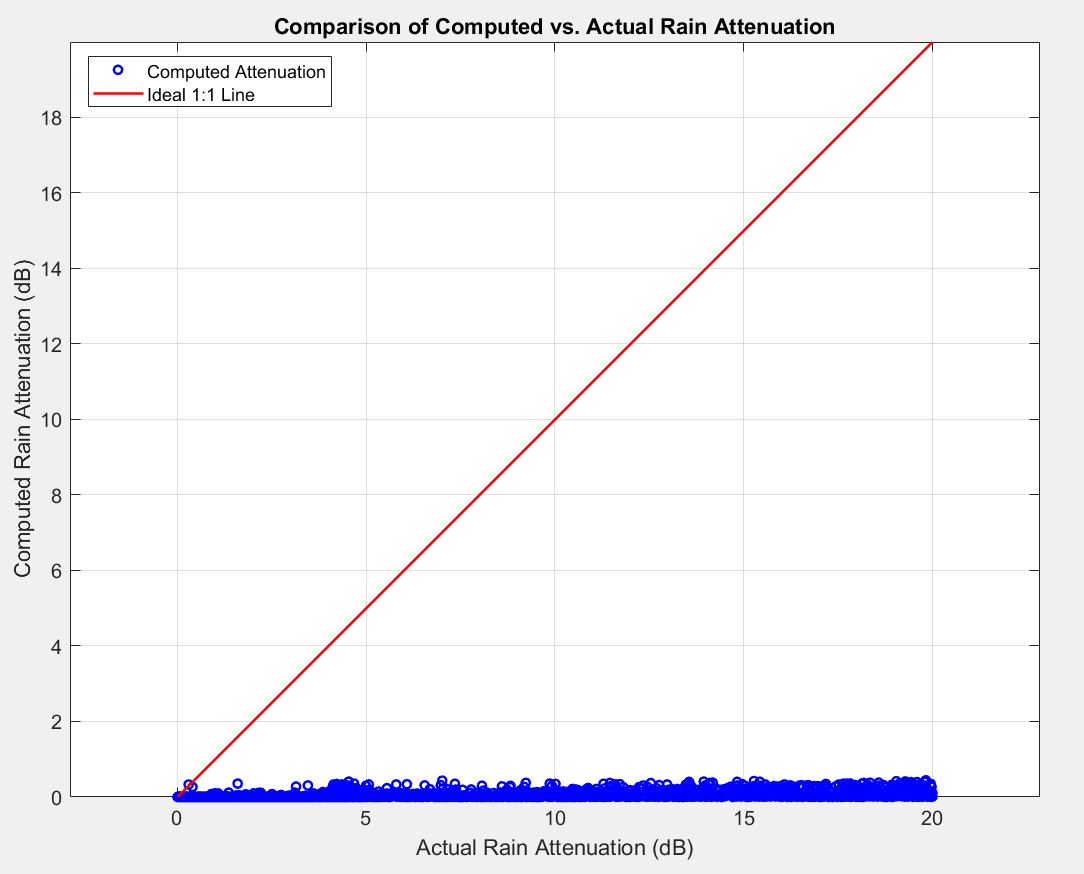 Comparison of Computed vs. Actual Rain Attenuation
Computed Attenuation
Ideal 1:1 Line
18
16
14
12
10
8
6
4
2
0
Computed Rain Attenuation (dB)
0 5 10 15 20
Actual Rain Attenuation (dB)